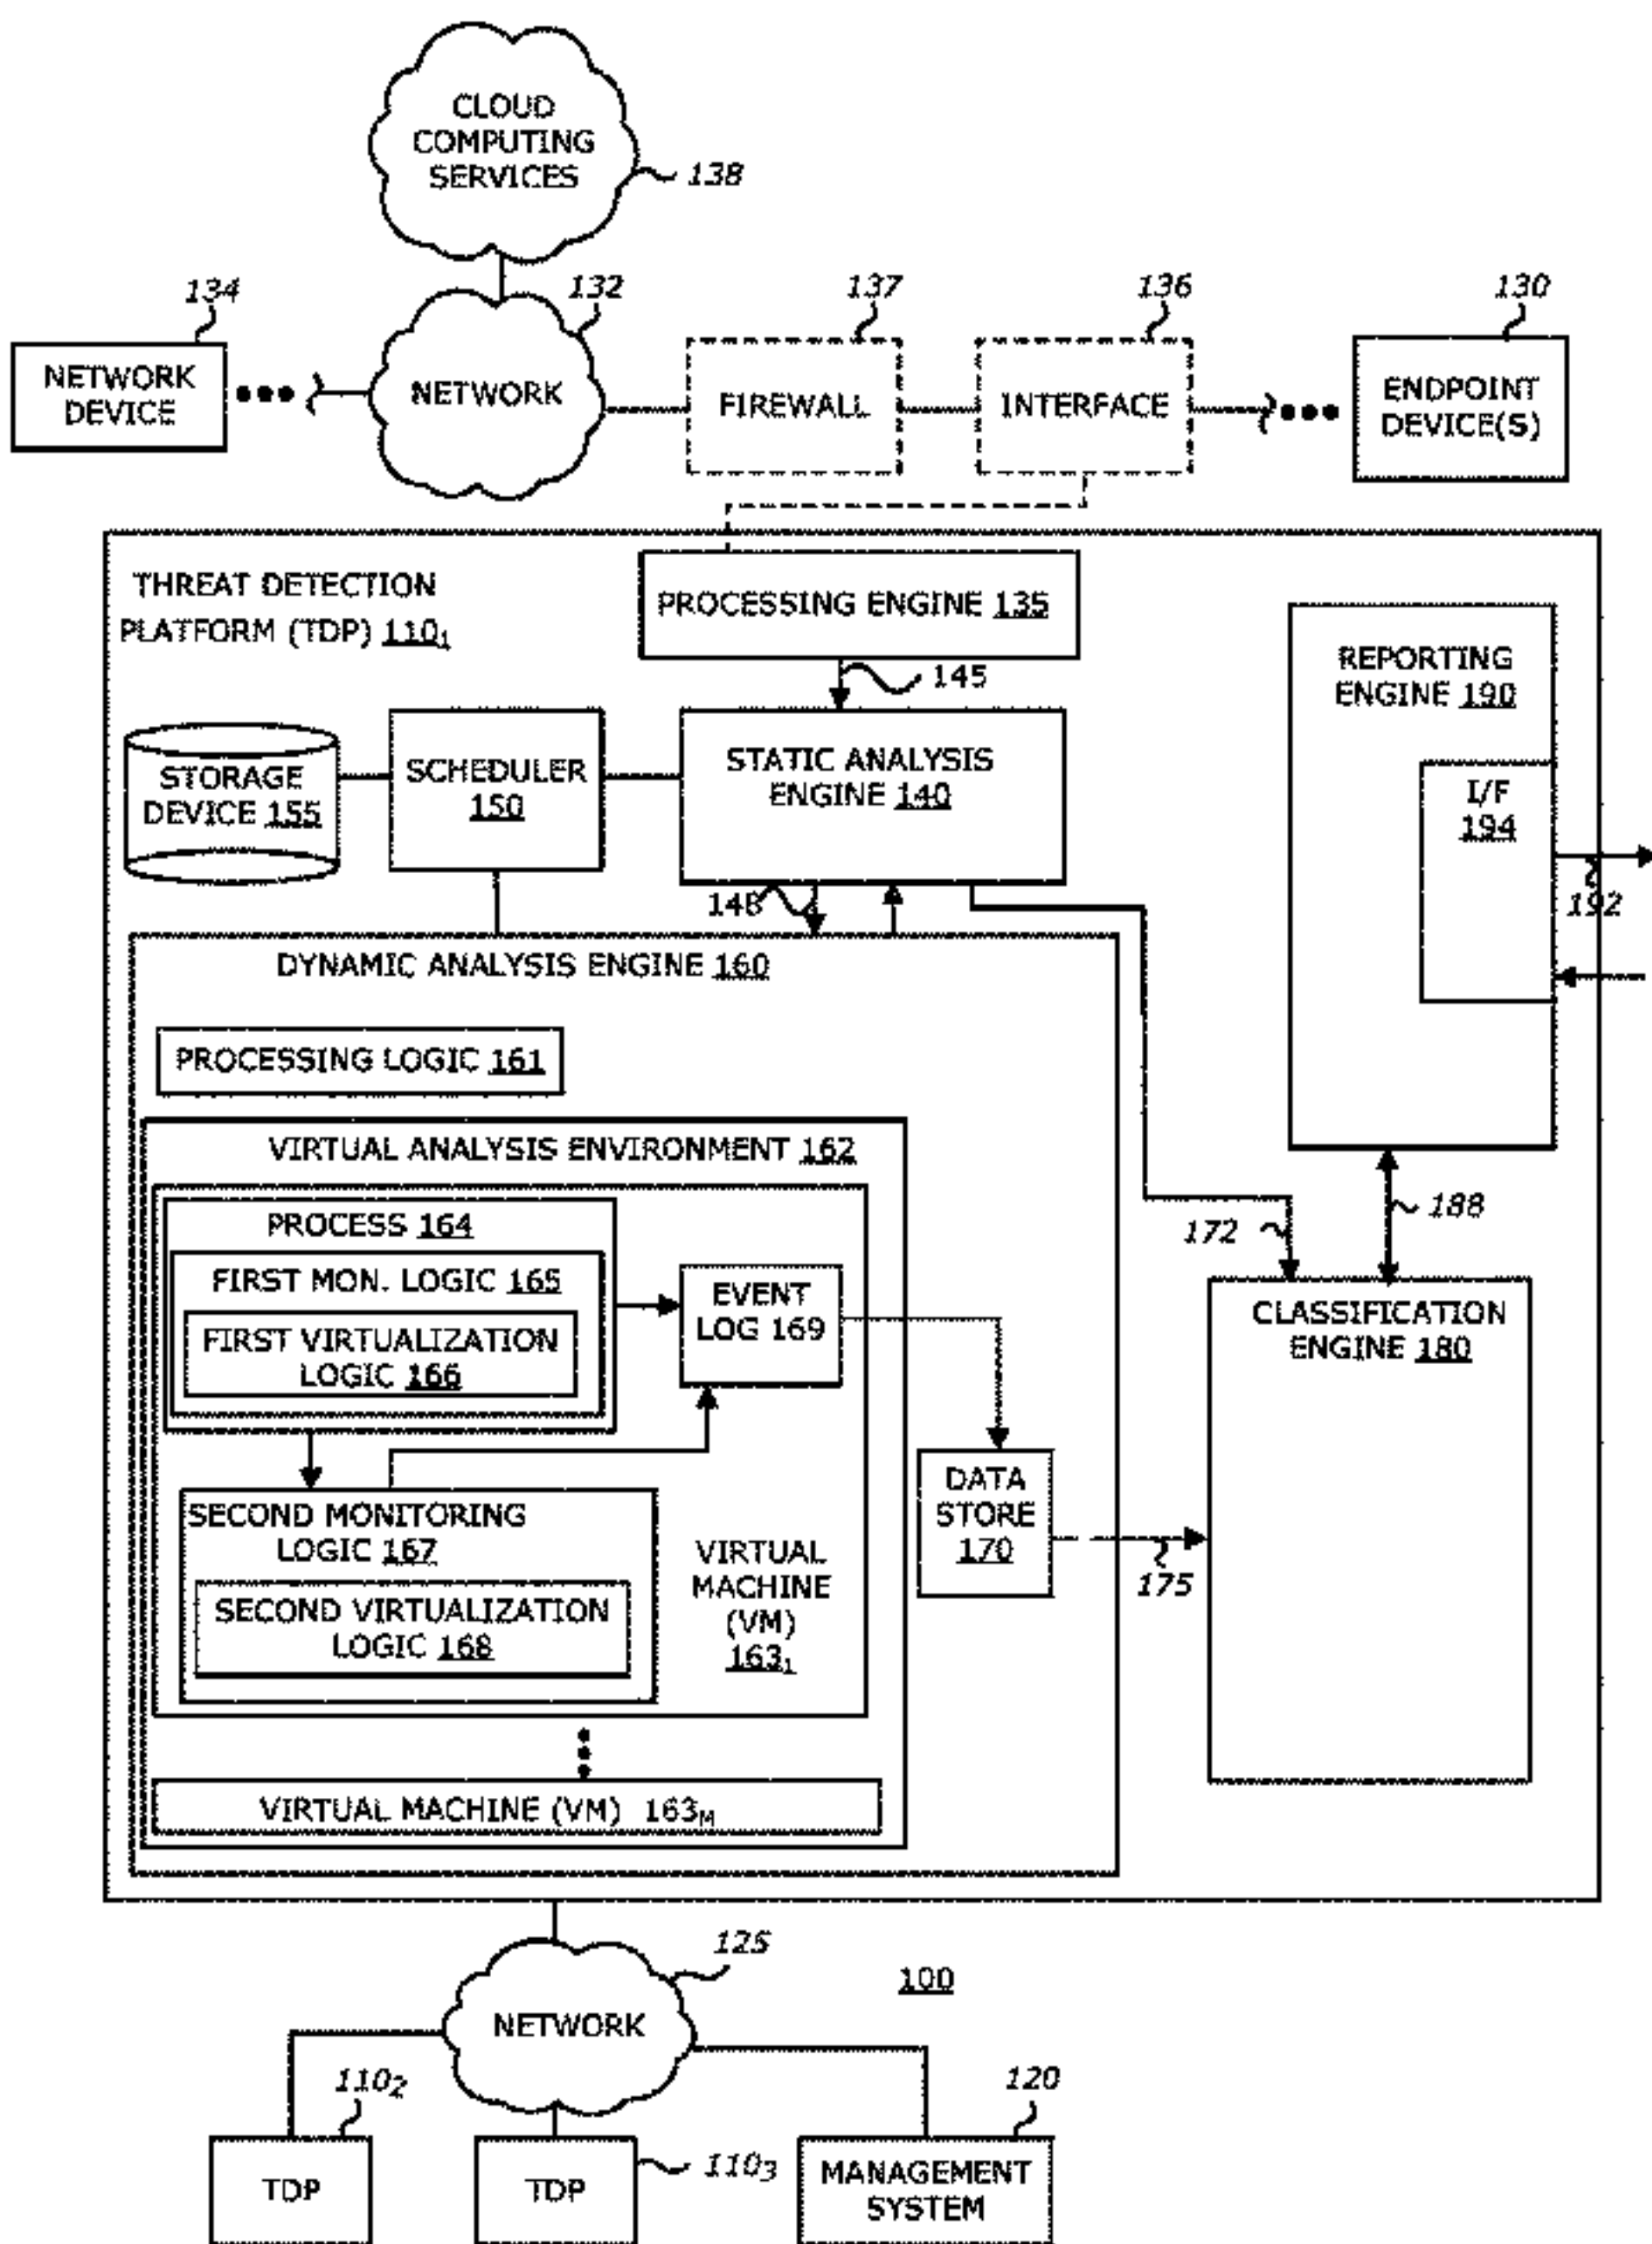 CLOUD
COMPUTING
SERVICES
138
134
132
137
136
130
NETWORK
DEVICE
NETWORK
FIREWALL
INTERFACE
ENDPOINT
DEVICE(S)
THREAT DETECTION
PLATFORM (TDP) 110₁
PROCESSING ENGINE 135
145
REPORTING
ENGINE 190
STORAGE
DEVICE 155
SCHEDULER
150
STATIC ANALYSIS
ENGINE 140
I/F
194
192
148
DYNAMIC ANALYSIS ENGINE 160
PROCESSING LOGIC 161
VIRTUAL ANALYSIS ENVIRONMENT 162
PROCESS 164
FIRST MON. LOGIC 165
FIRST VIRTUALIZATION
LOGIC 166
EVENT
LOG 169
172
188
CLASSIFICATION
ENGINE 180
SECOND MONITORING
LOGIC 167
SECOND VIRTUALIZATION
LOGIC 168
VIRTUAL
MACHINE
(VM)
163₁
DATA
STORE
170
175
VIRTUAL MACHINE (VM) 163M
125
100
NETWORK
110₂
120
TDP
TDP
110₃
MANAGEMENT
SYSTEM